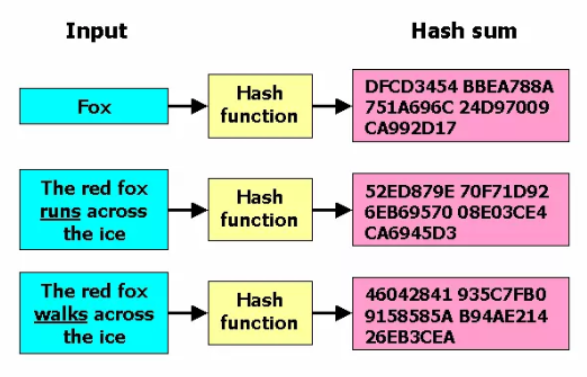 Input
Hash sum
Fox
Hash
function
DFCD3454 BBEA788A
751A696C 24D97009
CA992D17
The red fox
runs across
the ice
Hash
function
52ED879E 70F71D92
6EB69570 08E03CE4
CA6945D3
The red fox
walks across
the ice
Hash
function
46042841 935C7FB0
9158585A B94AE214
26EB3CEA